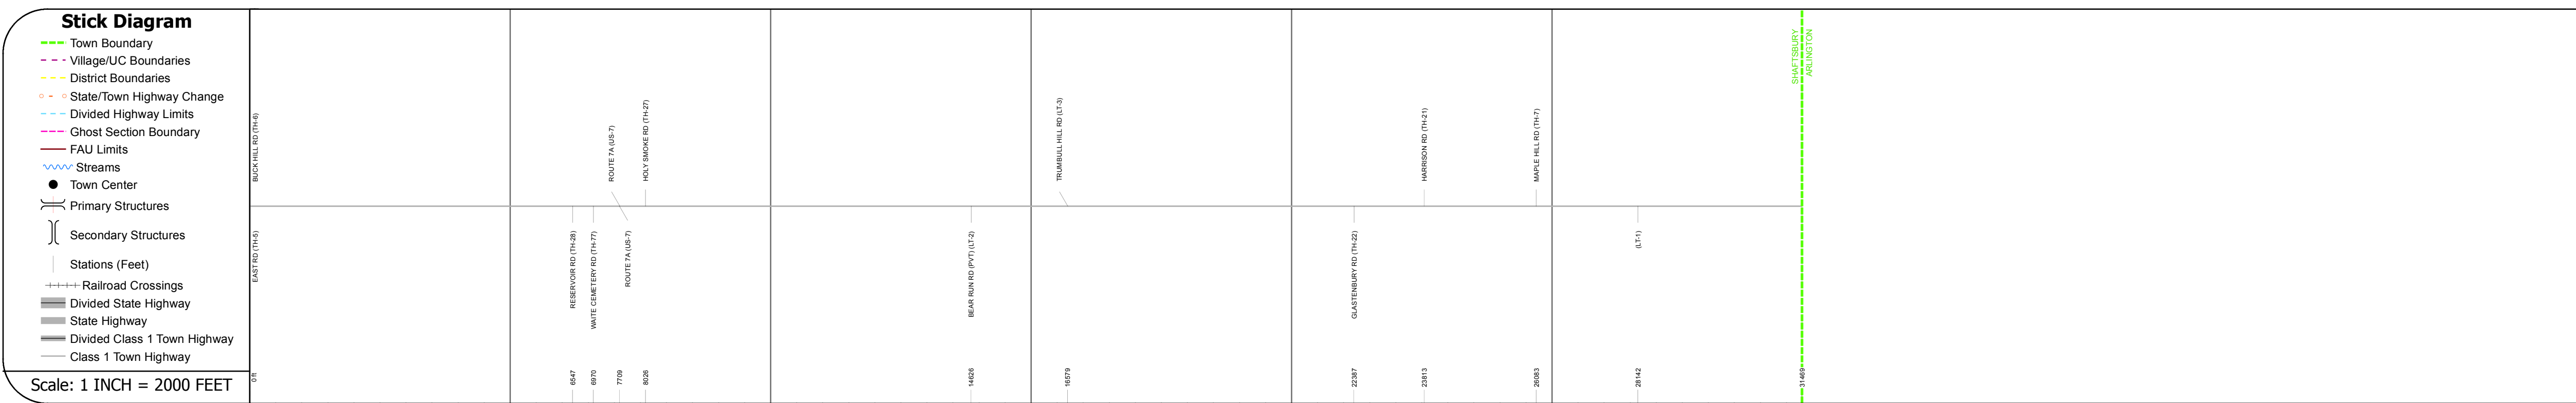 Stick Diagram
Town Boundary
Village/UC Boundaries
District Boundaries
State/Town Highway Change
Divided Highway Limits
Ghost Section Boundary
FAU Limits
Streams
Town Center
Primary Structures
Secondary Structures
Stations (Feet)
Railroad Crossings
Divided State Highway
State Highway
Divided Class 1 Town Highway
Class 1 Town Highway
Scale: 1 INCH = 2000 FEET
BUCK HILL RD (TH-6)
EAST RD (TH-5)
0 ft
RESERVOIR RD (TH-28)
6547
WAITE CEMETERY RD (TH-77)
6970
ROUTE 7A (US-7)
ROUTE 7A (US-7)
7709
HOLY SMOKE RD (TH-27)
8026
BEAR RUN RD (PVT) (LT-2)
14626
TRUMBULL HILL RD (LT-3)
16579
GLASTENBURY RD (TH-22)
22387
HARRISON RD (TH-21)
23813
MAPLE HILL RD (TH-7)
26083
(LT-1)
28142
SHAFTSBURY
ARLINGTON
31469